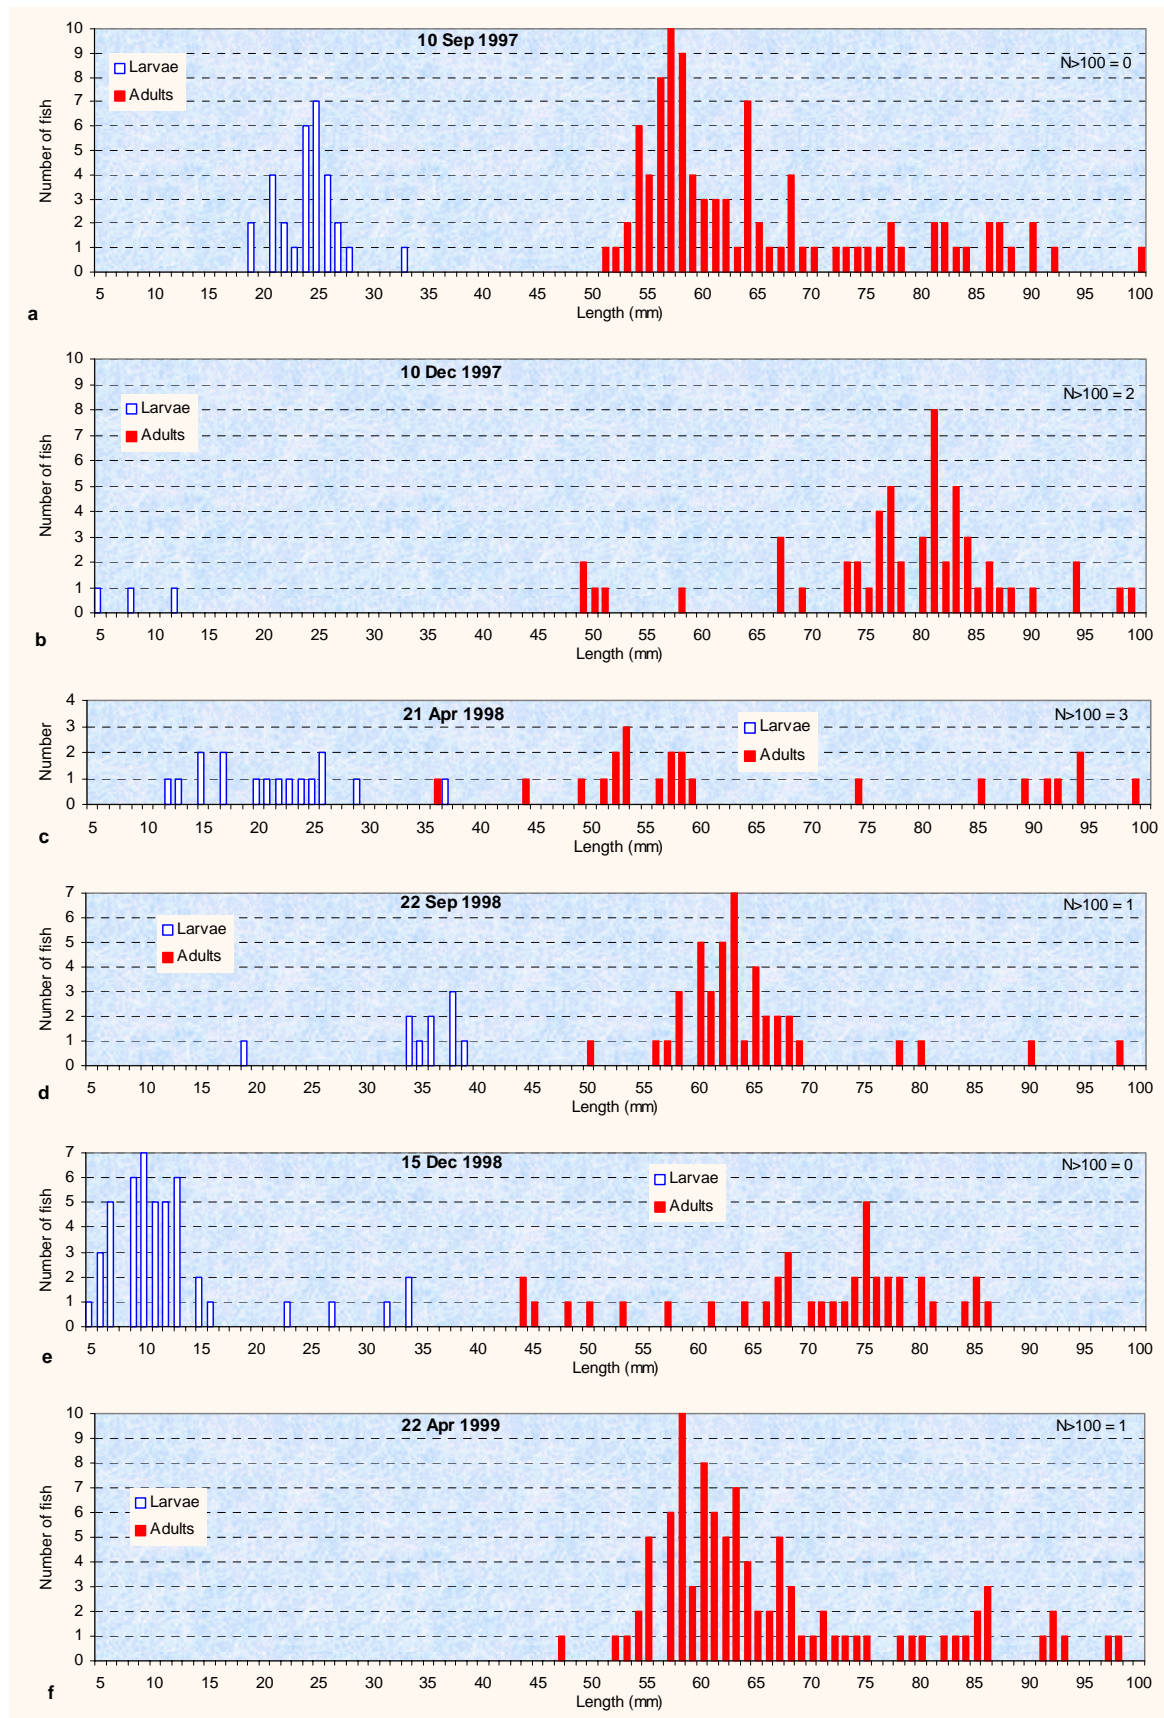 10 Sep 1997
N>100 = 0
Larvae
Adults
Number of fish
10
9
8
7
6
5
4
3
2
1
0
5 10 15 20 25 30 35 40 45 50 55 60 65 70 75 80 85 90 95 100
Length (mm)
a
10 Dec 1997
N>100 = 2
Larvae
Adults
Number of fish
10
9
8
7
6
5
4
3
2
1
0
5 10 15 20 25 30 35 40 45 50 55 60 65 70 75 80 85 90 95 100
Length (mm)
b
21 Apr 1998
N>100 = 3
Larvae
Adults
Number
4
3
2
1
0
5 10 15 20 25 30 35 40 45 50 55 60 65 70 75 80 85 90 95 100
Length (mm)
c
22 Sep 1998
N>100 = 1
Larvae
Adults
Number of fish
7
6
5
4
3
2
1
0
5 10 15 20 25 30 35 40 45 50 55 60 65 70 75 80 85 90 95 100
Length (mm)
d
15 Dec 1998
N>100 = 0
Larvae
Adults
Number of fish
7
6
5
4
3
2
1
0
5 10 15 20 25 30 35 40 45 50 55 60 65 70 75 80 85 90 95 100
Length (mm)
e
22 Apr 1999
N>100 = 1
Larvae
Adults
Number of fish
10
9
8
7
6
5
4
3
2
1
0
5 10 15 20 25 30 35 40 45 50 55 60 65 70 75 80 85 90 95 100
Length (mm)
f